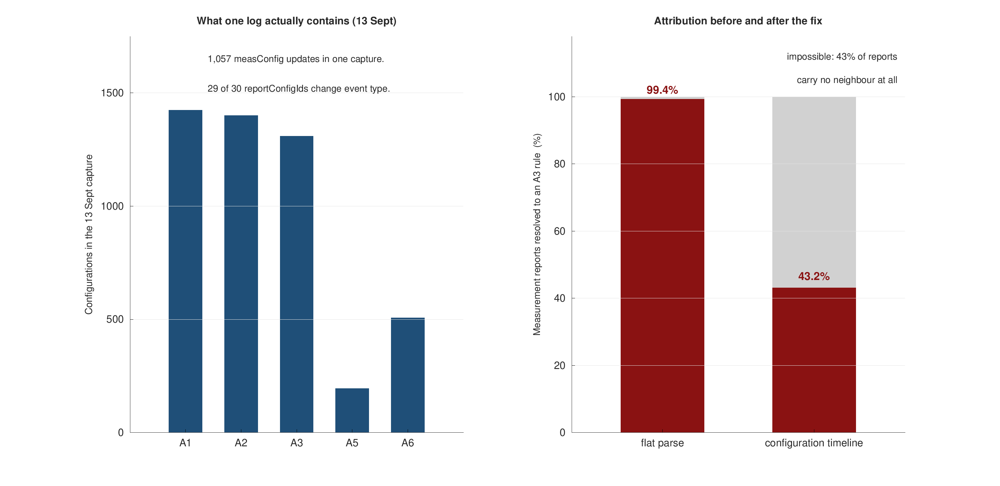 What one log actually contains (13 Sept)
1,057 measConfig updates in one capture.
29 of 30 reportConfigIds change event type.
Configurations in the 13 Sept capture
1500
1000
500
0
A1 A2 A3 A5 A6
Attribution before and after the fix
impossible: 43% of reports
carry no neighbour at all
Measurement reports resolved to an A3 rule (%)
99.4%
43.2%
100
80
60
40
20
0
flat parse configuration timeline